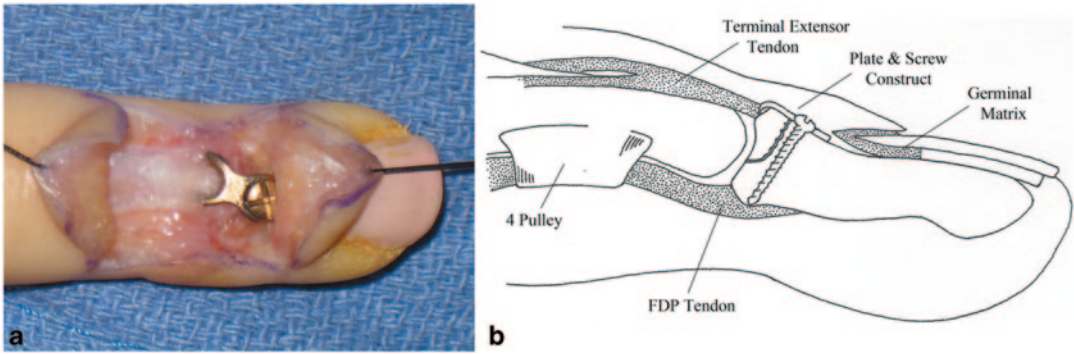 a
b
Terminal Extensor
Tendon
Plate & Screw
Construct
Germinal
Matrix
4 Pulley
FDP Tendon